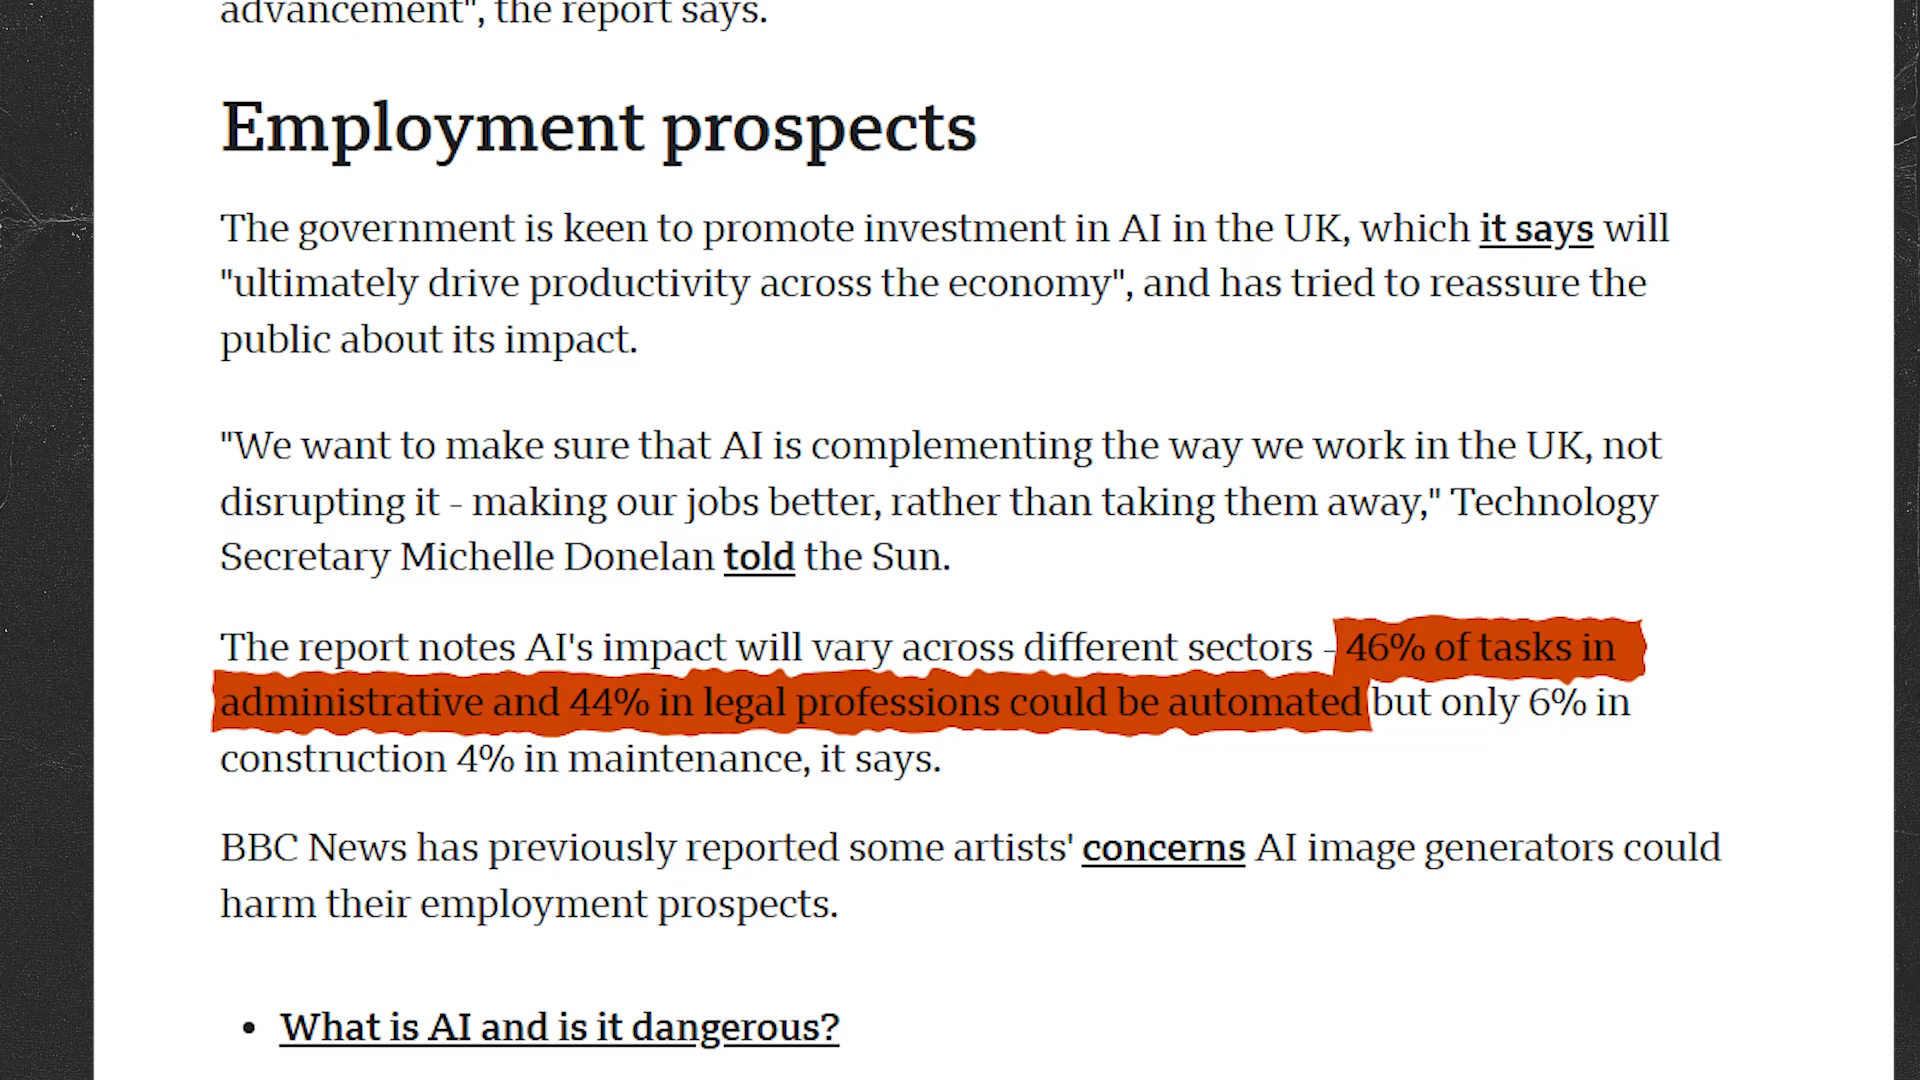 advancement", the report says.
Employment prospects
The government is keen to promote investment in AI in the UK, which it says will
"ultimately drive productivity across the economy", and has tried to reassure the
public about its impact.
"We want to make sure that AI is complementing the way we work in the UK, not
disrupting it - making our jobs better, rather than taking them away," Technology
Secretary Michelle Donelan told the Sun.
The report notes AI's impact will vary across different sectors - 46% of tasks in
administrative and 44% in legal professions could be automated but only 6% in
construction 4% in maintenance, it says.
BBC News has previously reported some artists' concerns AI image generators could
harm their employment prospects.
• What is AI and is it dangerous?